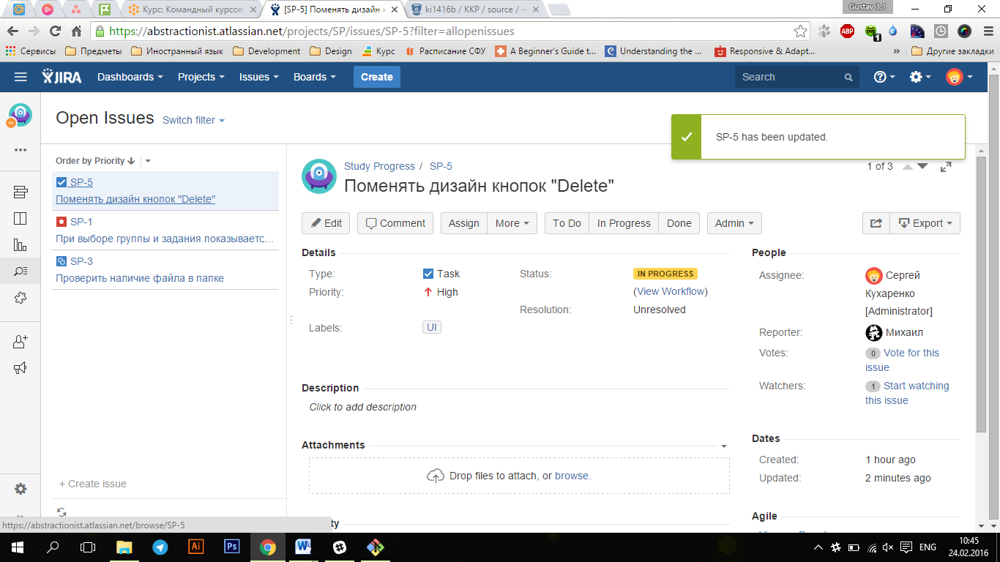 Курс: Командный курсово
[SP-5] Поменять дизайн к
ki1416b / KKP / source / —
Gustav 3.1
https://abstractionist.atlassian.net/projects/SP/issues/SP-5?filter=allopenissues
ABP
1
Сервисы Предметы Иностранный язык Development Design Курс Расписание СФУ A Beginner's Guide t... Understanding the ... Responsive & Adapt... » Другие закладки
JIRA Dashboards Projects Issues Boards Create Search
Open Issues Switch filter
SP-5 has been updated.
Order by Priority
SP-5
Поменять дизайн кнопок "Delete"
SP-1
При выборе группы и задания показываетс...
SP-3
Проверить наличие файла в папке
+ Create issue
Study Progress / SP-5
1 of 3
Поменять дизайн кнопок "Delete"
Edit Comment Assign More To Do In Progress Done Admin Export
Details
Type: Task
Priority: High
Labels: UI
Status: IN PROGRESS
(View Workflow)
Resolution: Unresolved
Description
Click to add description
Attachments
Drop files to attach, or browse.
People
Assignee: Сергей
Кухаренко
[Administrator]
Reporter: Михаил
Votes: 0 Vote for this
issue
Watchers: 1 Start watching
this issue
Dates
Created: 1 hour ago
Updated: 2 minutes ago
Agile
https://abstractionist.atlassian.net/browse/SP-5
Ai Ps
ENG
10:45
24.02.2016